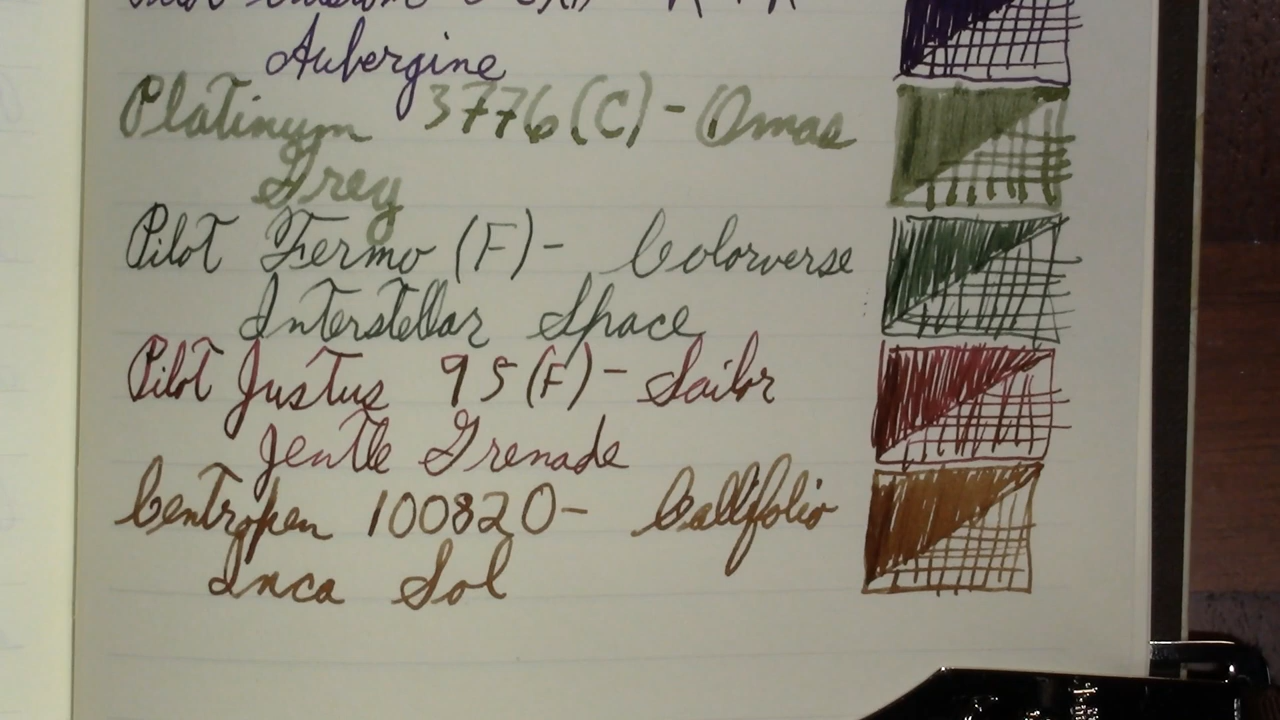 Aubergine
Platinum 3776 (C) - Omas
Grey
Pilot Fermo (F) - Colorverse
Interstellar Space
Pilot Justus 95 (F) - Sailor
Jentle Grenade
Centropen 100820 - Callifolio
Inca Sol